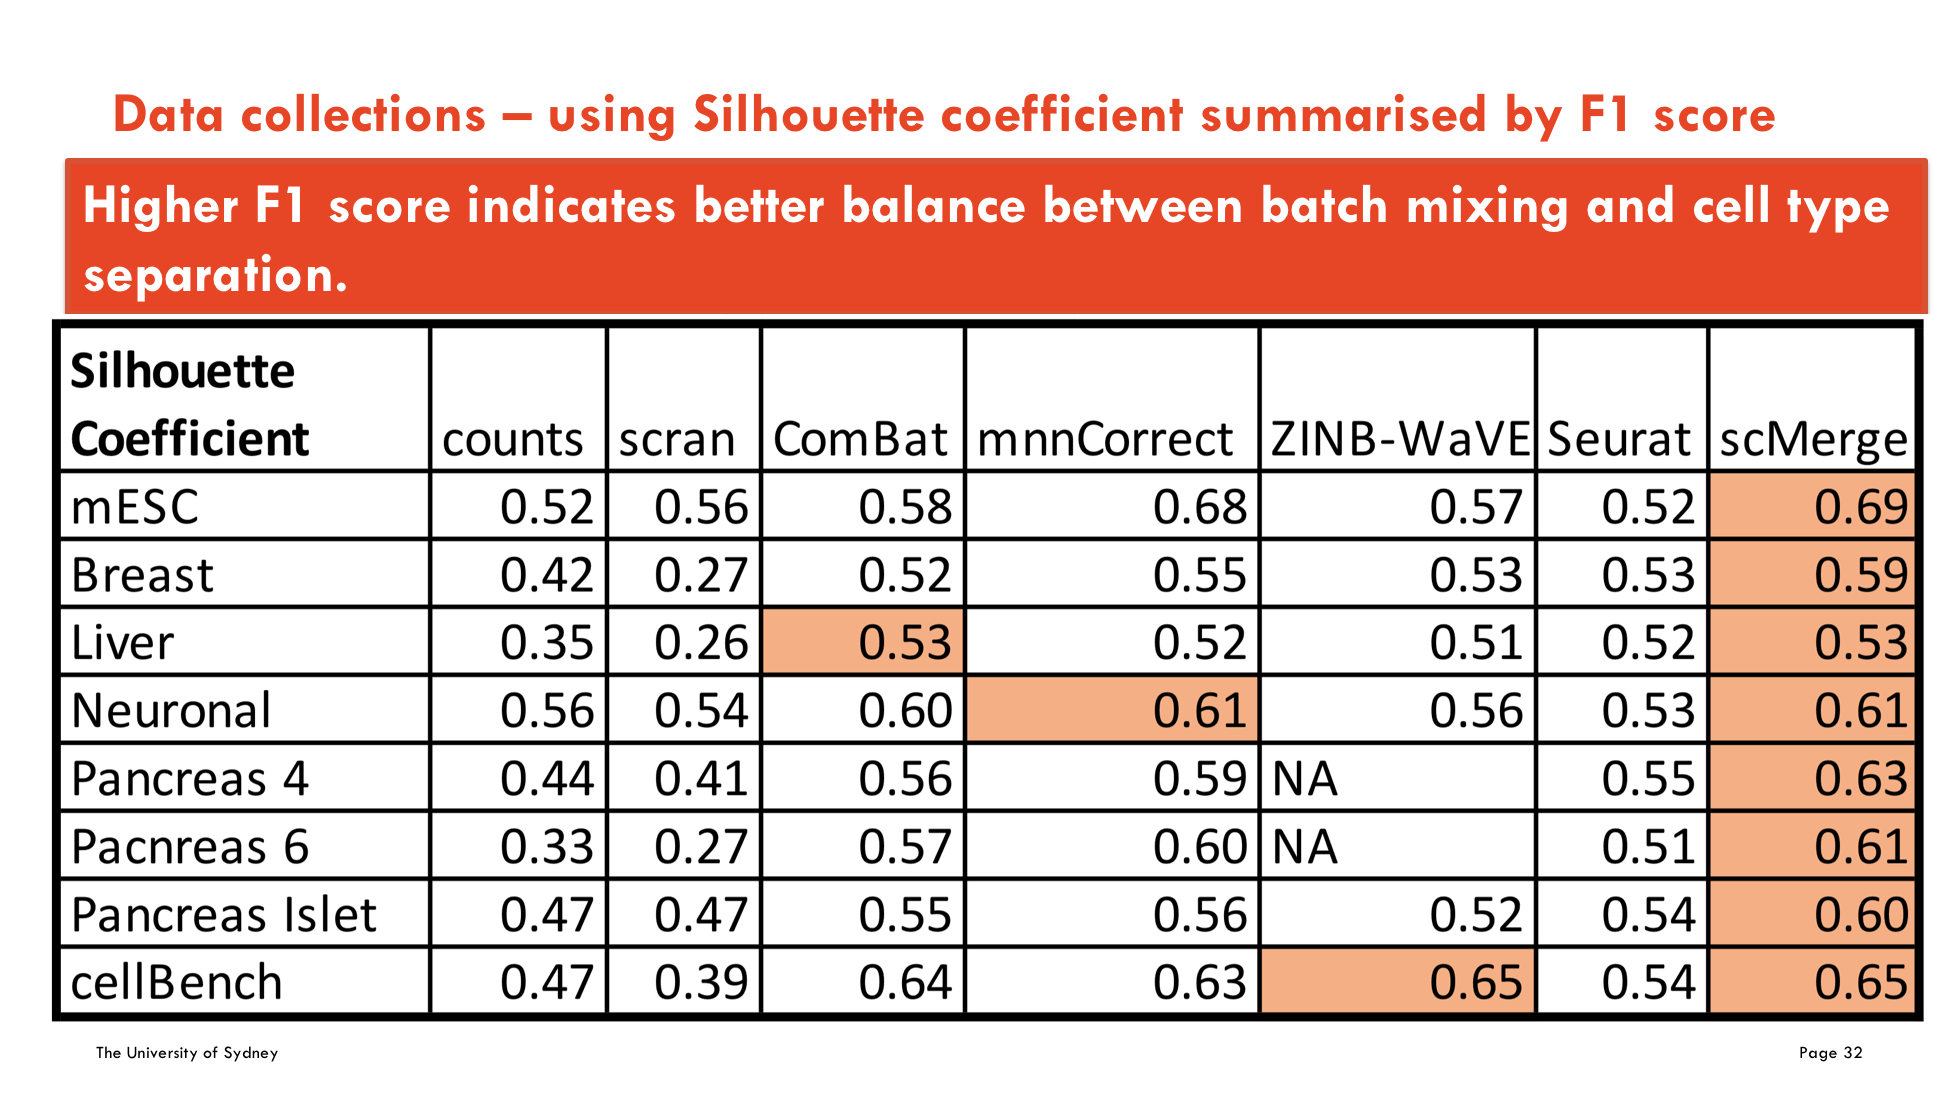 Data collections – using Silhouette coefficient summarised by F1 score
Higher F1 score indicates better balance between batch mixing and cell type
separation.
Silhouette
Coefficient counts scran ComBat mnnCorrect ZINB-WaVE Seurat scMerge
mESC 0.52 0.56 0.58 0.68 0.57 0.52 0.69
Breast 0.42 0.27 0.52 0.55 0.53 0.53 0.59
Liver 0.35 0.26 0.53 0.52 0.51 0.52 0.53
Neuronal 0.56 0.54 0.60 0.61 0.56 0.53 0.61
Pancreas 4 0.44 0.41 0.56 0.59 NA 0.55 0.63
Pacnreas 6 0.33 0.27 0.57 0.60 NA 0.51 0.61
Pancreas Islet 0.47 0.47 0.55 0.56 0.52 0.54 0.60
cellBench 0.47 0.39 0.64 0.63 0.65 0.54 0.65
The University of Sydney Page 32